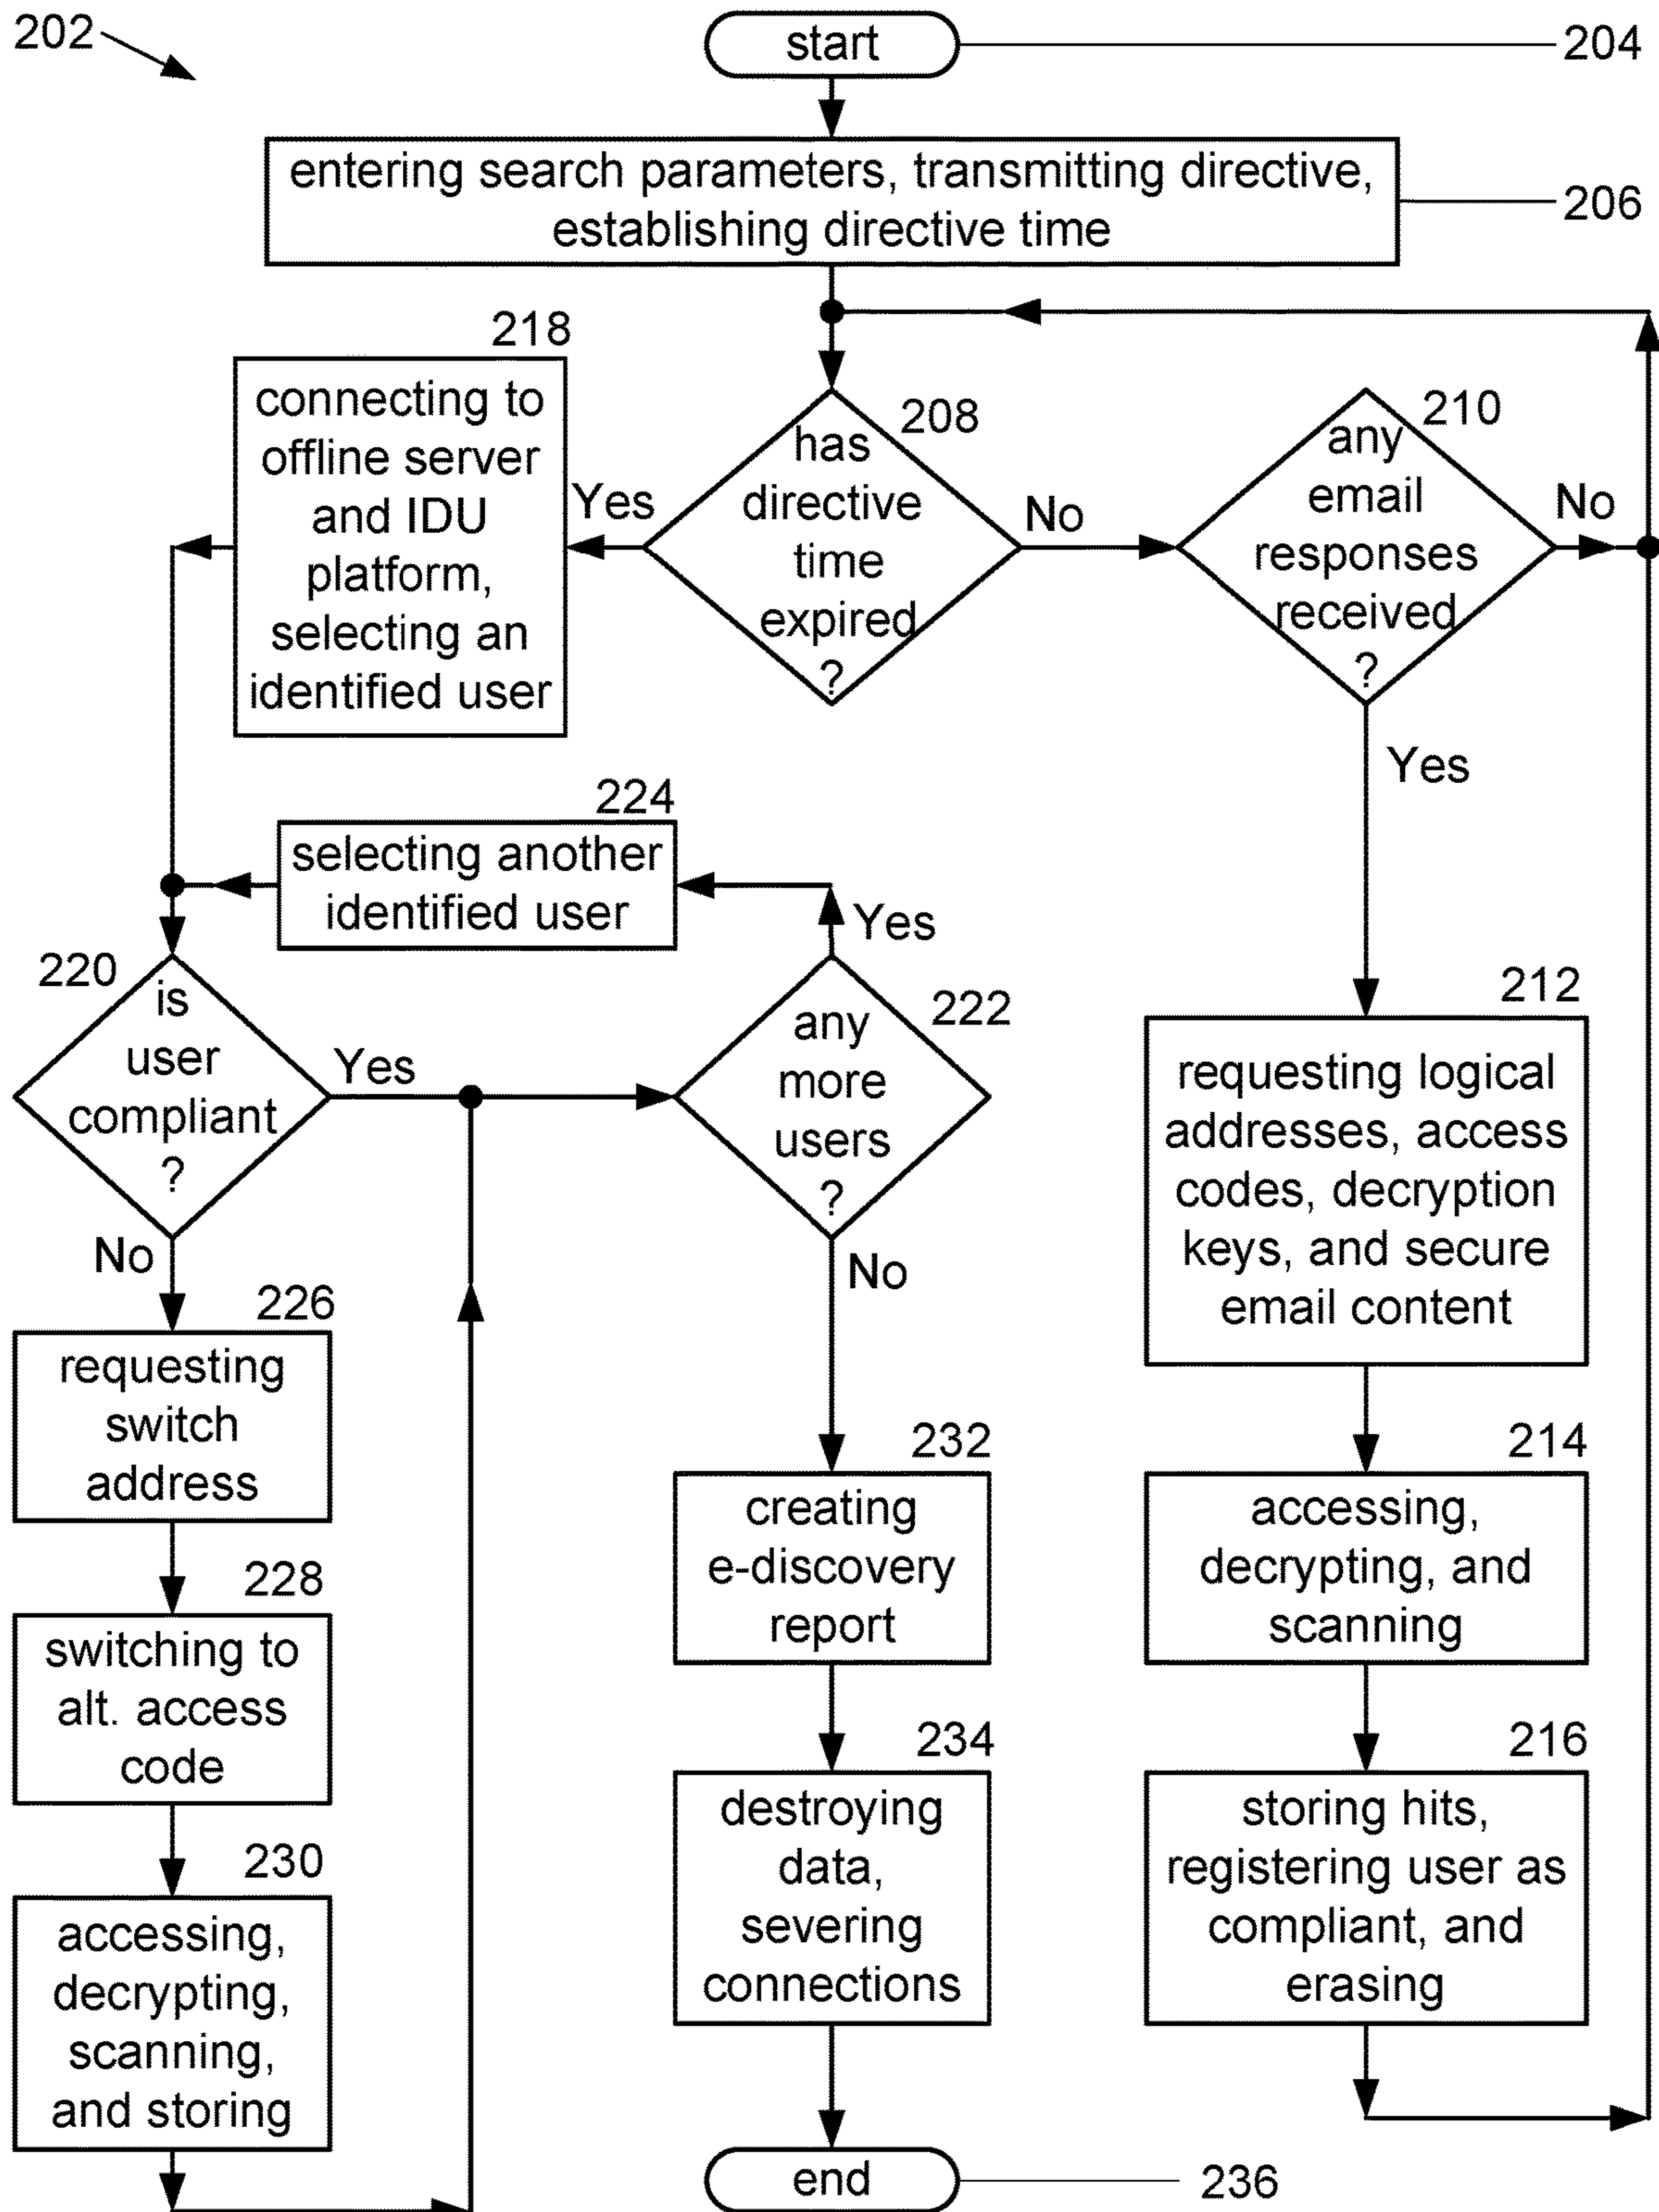 202
start
204
entering search parameters, transmitting directive,
establishing directive time
206
218
connecting to
offline server
and IDU
platform,
selecting an
identified user
Yes
208
has
directive
time
expired
?
No
210
any
email
responses
received
?
No
Yes
224
selecting another
identified user
Yes
220
is
user
compliant
?
Yes
No
222
any
more
users
?
No
212
requesting logical
addresses, access
codes, decryption
keys, and secure
email content
226
requesting
switch
address
228
switching to
alt. access
code
230
accessing,
decrypting,
scanning,
and storing
232
creating
e-discovery
report
234
destroying
data,
severing
connections
214
accessing,
decrypting, and
scanning
216
storing hits,
registering user as
compliant, and
erasing
end
236